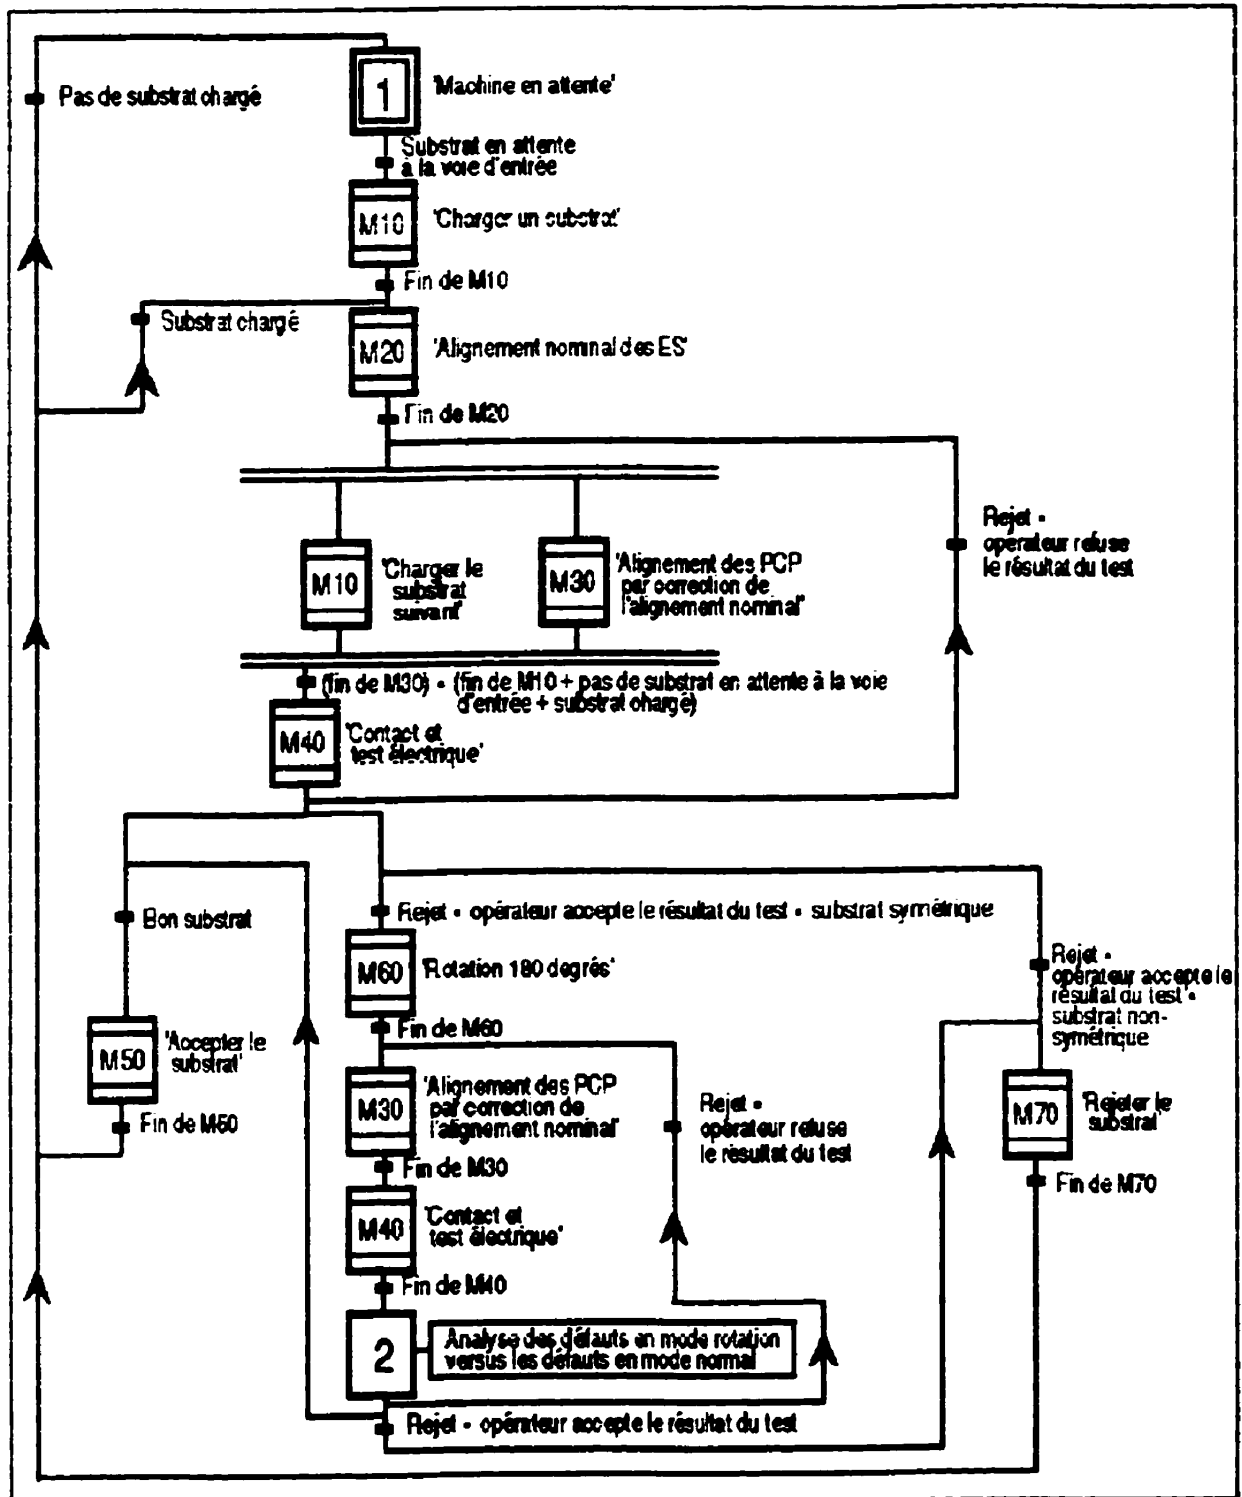 1
'Machine en attente'
Pas de substrat chargé
Substrat en attente
à la voie d'entrée
M10
'Charger un substrat'
Fin de M10
Substrat chargé
M20
'Alignement nominal des ES'
Fin de M20
Rejet •
opérateur refuse
le résultat du test
M10
'Charger le
substrat
suivant'
M30
'Alignement des PCP
par correction de
l'alignement nominal'
(fin de M30) • (fin de M10 + pas de substrat en attente à la voie
d'entrée + substrat chargé)
M40
'Contact et
test électrique'
Bon substrat
Rejet • opérateur accepte le résultat du test • substrat symétrique
M60
'Rotation 180 degrés'
Rejet •
opérateur accepte le
résultat du test •
substrat non-
symétrique
Fin de M60
M50
'Accepter le
substrat'
Fin de M50
M30
'Alignement des PCP
par correction de
l'alignement nominal'
Rejet •
opérateur refuse
le résultat du test
M70
'Rejeter le
substrat'
Fin de M30
Fin de M70
M40
'Contact et
test électrique'
Fin de M40
2
Analyse des défauts en mode rotation
versus les défauts en mode normal
Rejet • opérateur accepte le résultat du test